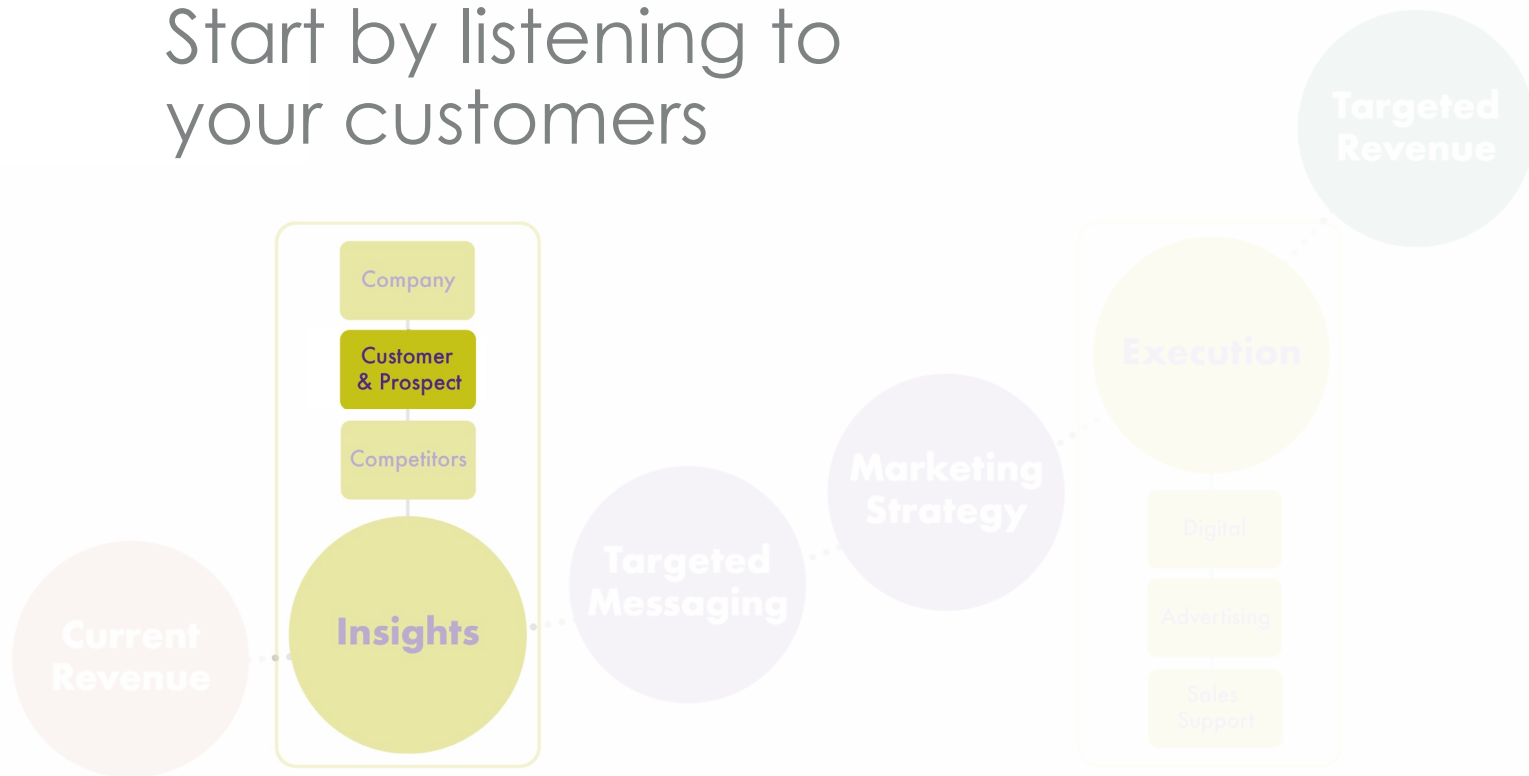 Start by listening to
your customers
Targeted
Revenue
Company
Customer
& Prospect
Competitors
Insights
Current
Revenue
Targeted
Messaging
Marketing
Strategy
Execution
Digital
Advertising
Sales
Support